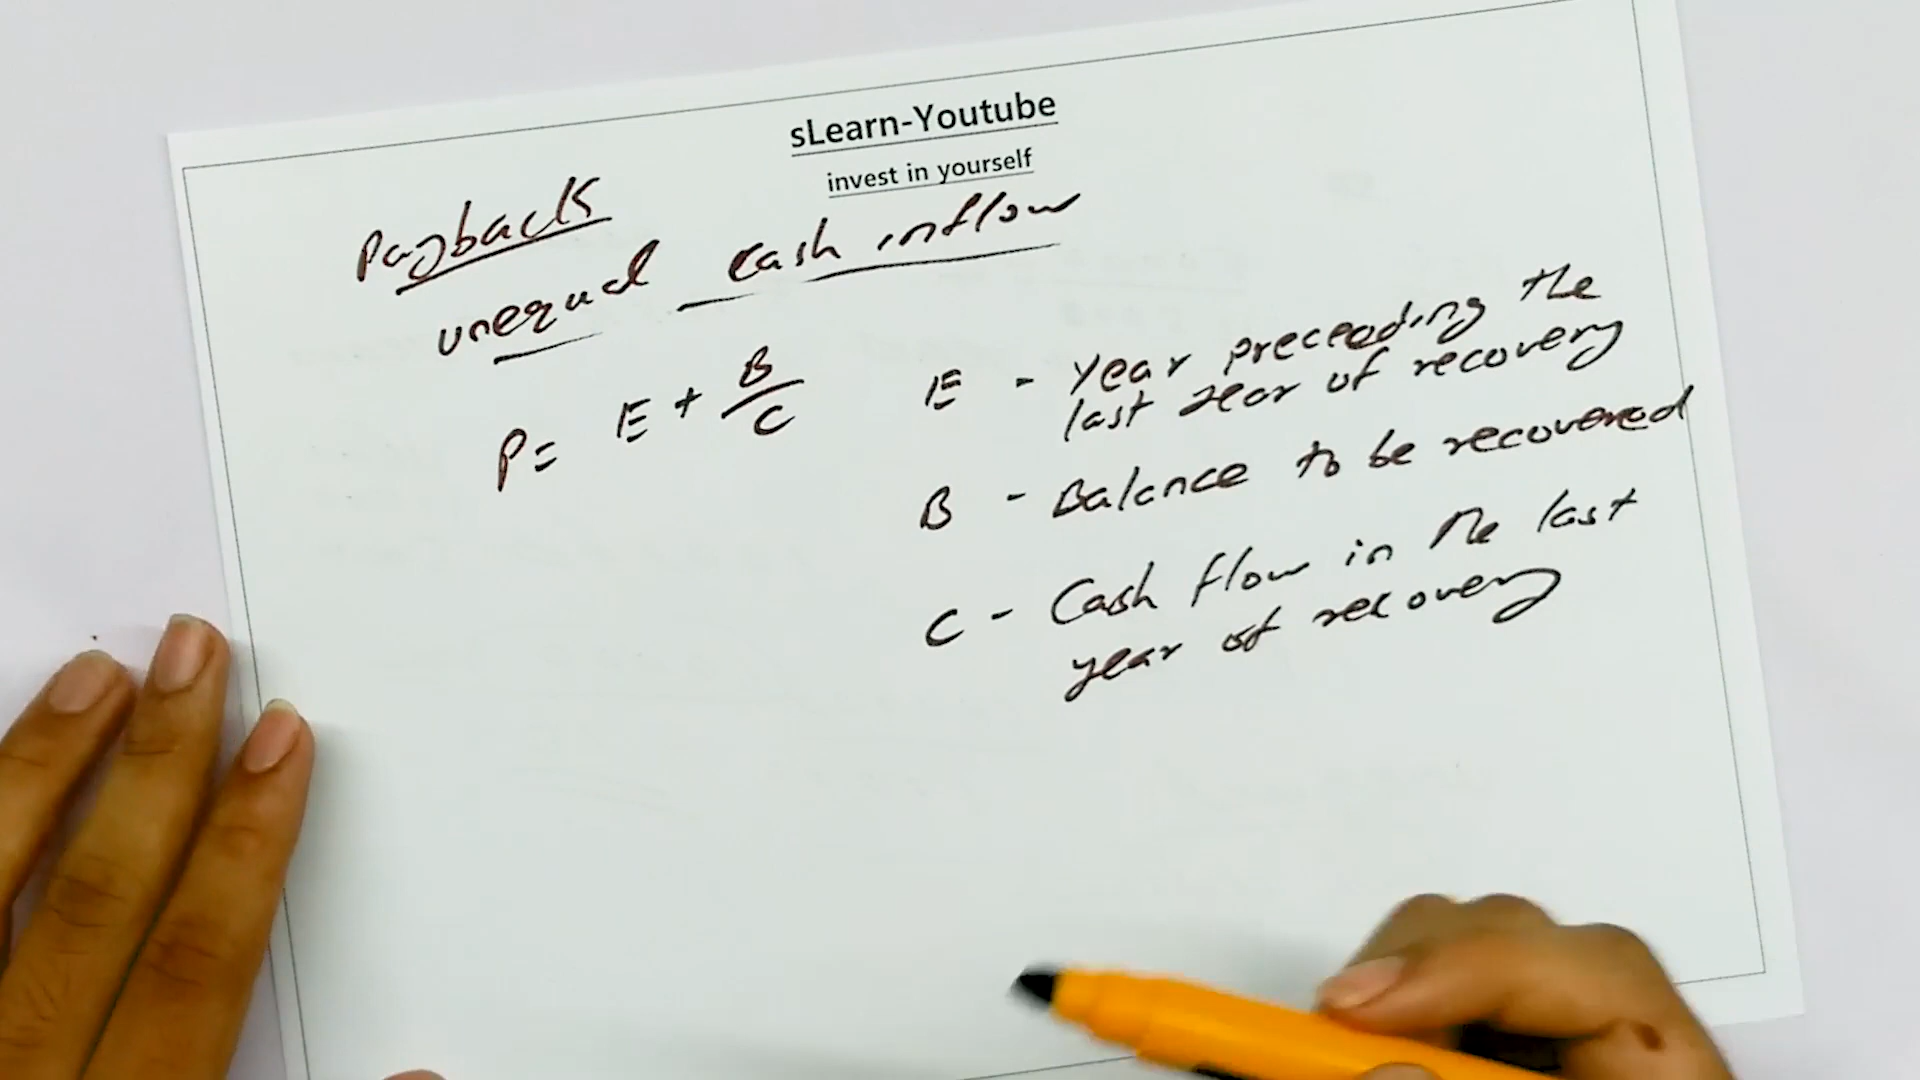 sLearn-Youtube
invest in yourself
Payback
unequal cash inflow
P = E + B/C
E - Year preceeding the
last year of recovery
B - Balance to be recovered
C - Cash flow in the last
year of recovery